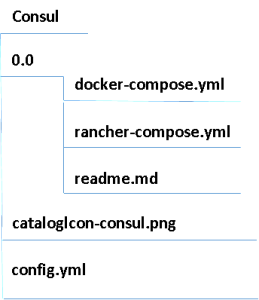 Consul
0.0
docker-compose.yml
rancher-compose.yml
readme.md
catalogIcon-consul.png
config.yml